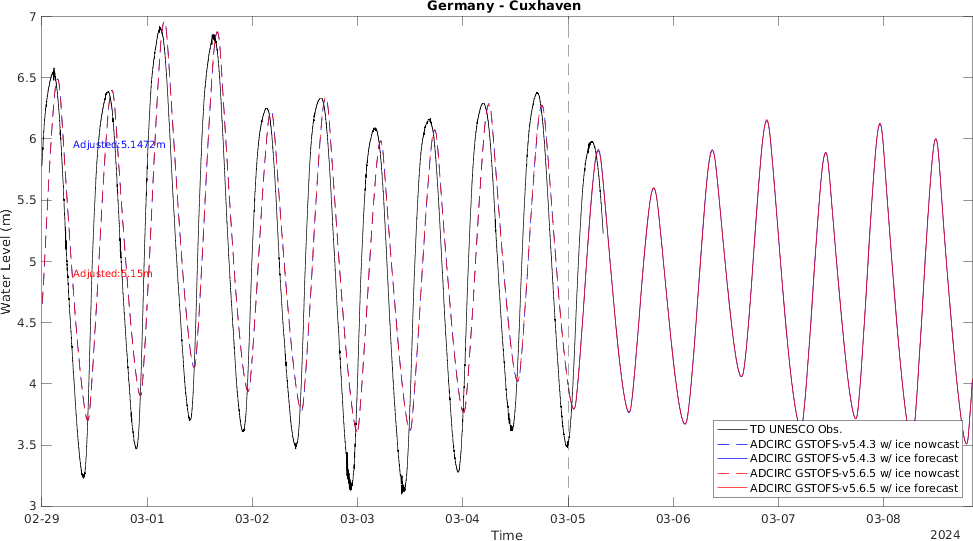 Germany - Cuxhaven
7
6.5
6
5.5
5
4.5
4
3.5
3
Water Level (m)
Adjusted:5.1472m
Adjusted:5.15m
TD UNESCO Obs.
ADCIRC GSTOFS-v5.4.3 w/ ice nowcast
ADCIRC GSTOFS-v5.4.3 w/ ice forecast
ADCIRC GSTOFS-v5.6.5 w/ ice nowcast
ADCIRC GSTOFS-v5.6.5 w/ ice forecast
02-29 03-01 03-02 03-03 03-04 03-05 03-06 03-07 03-08
Time
2024